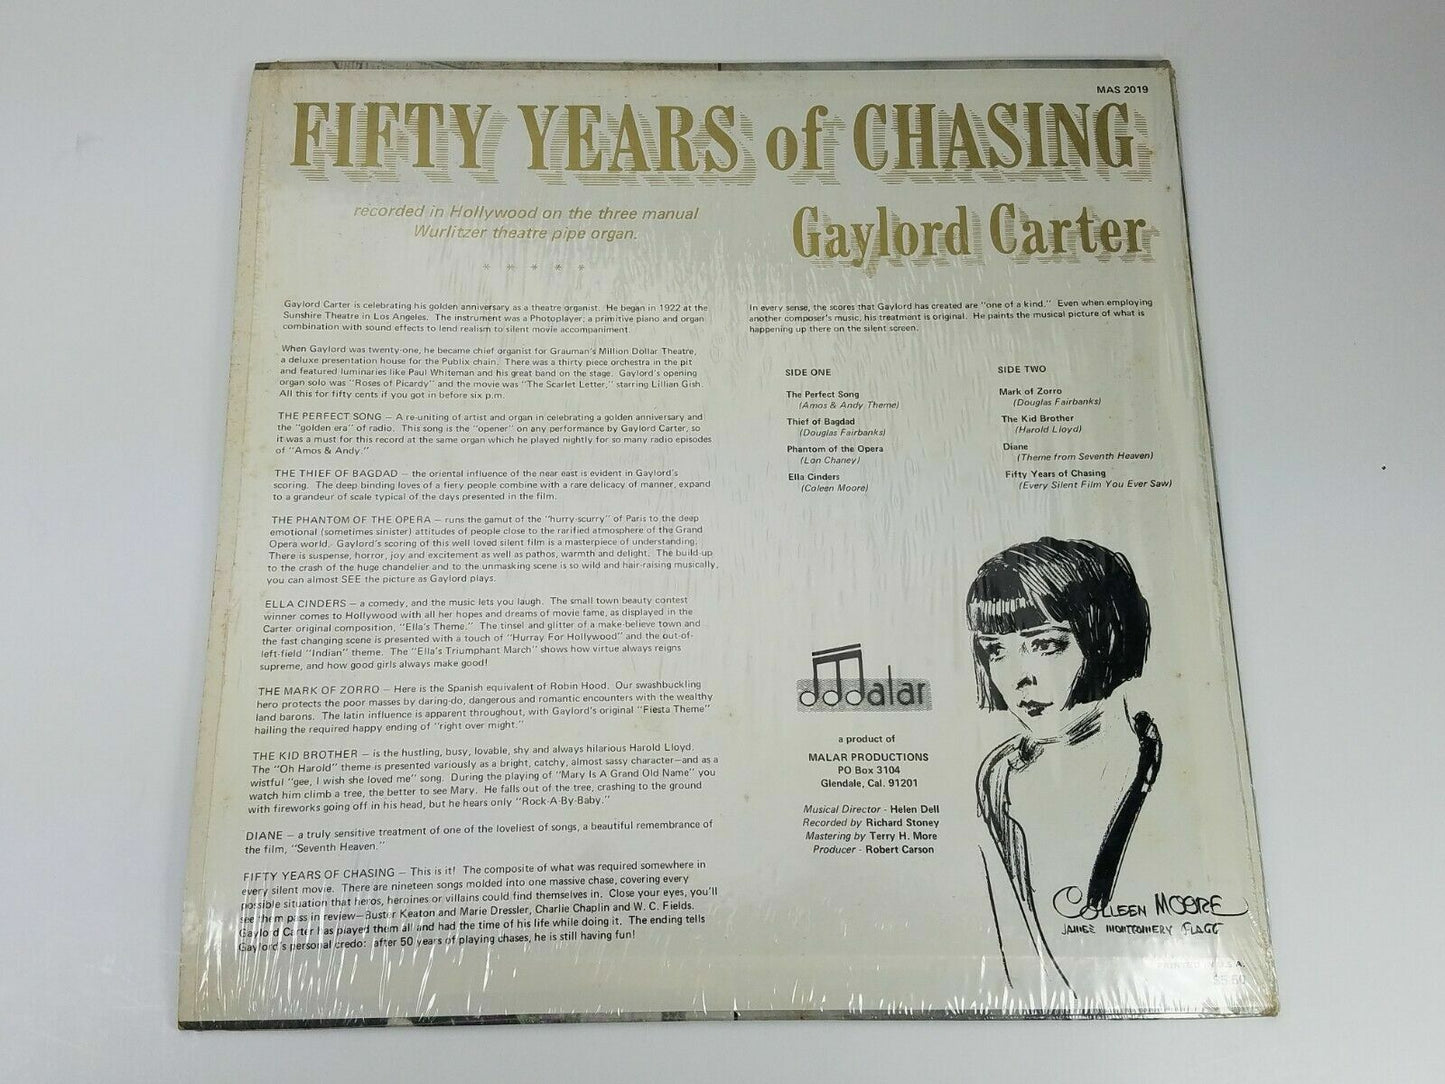 MAS 2019
FIFTY YEARS of CHASING
recorded in Hollywood on the three manual
Wurlitzer theatre pipe organ.
* * * * *
Gaylord Carter
Gaylord Carter is celebrating his golden anniversary as a theatre organist. He began in 1922 at the
Sunshine Theatre in Los Angeles. The instrument was a Photoplayer; a primitive piano and organ
combination with sound effects to lend realism to silent movie accompaniment.
When Gaylord was twenty-one, he became chief organist for Grauman's Million Dollar Theatre,
a deluxe presentation house for the Publix chain. There was a thirty piece orchestra in the pit
and featured luminaries like Paul Whiteman and his great band on the stage. Gaylord's opening
organ solo was "Roses of Picardy" and the movie was "The Scarlet Letter," starring Lillian Gish.
All this for fifty cents if you got in before six p.m.
THE PERFECT SONG – A re-uniting of artist and organ in celebrating a golden anniversary and
the "golden era" of radio. This song is the "opener" on any performance by Gaylord Carter, so
it was a must for this record at the same organ which he played nightly for so many radio episodes
of "Amos & Andy."
THE THIEF OF BAGDAD – the oriental influence of the near east is evident in Gaylord's
scoring. The deep binding loves of a fiery people combine with a rare delicacy of manner, expand
to a grandeur of scale typical of the days presented in the film.
THE PHANTOM OF THE OPERA – runs the gamut of the "hurry-scurry" of Paris to the deep
emotional (sometimes sinister) attitudes of people close to the rarified atmosphere of the Grand
Opera world. Gaylord's scoring of this well loved silent film is a masterpiece of understanding.
There is suspense, horror, joy and excitement as well as pathos, warmth and delight. The build-up
to the crash of the huge chandelier and to the unmasking scene is so wild and hair-raising musically,
you can almost SEE the picture as Gaylord plays.
ELLA CINDERS – a comedy, and the music lets you laugh. The small town beauty contest
winner comes to Hollywood with all her hopes and dreams of movie fame, as displayed in the
Carter original composition, "Ella's Theme." The tinsel and glitter of a make-believe town and
the fast changing scene is presented with a touch of "Hurray For Hollywood" and the out-of-
left-field "Indian" theme. The "Ella's Triumphant March" shows how virtue always reigns
supreme, and how good girls always make good!
THE MARK OF ZORRO – Here is the Spanish equivalent of Robin Hood. Our swashbuckling
hero protects the poor masses by daring-do, dangerous and romantic encounters with the wealthy
land barons. The latin influence is apparent throughout, with Gaylord's original "Fiesta Theme"
hailing the required happy ending of "right over might."
THE KID BROTHER – is the hustling, busy, lovable, shy and always hilarious Harold Lloyd.
The "Oh Harold" theme is presented variously as a bright, catchy, almost sassy character—and as a
wistful "gee, I wish she loved me" song. During the playing of "Mary Is A Grand Old Name" you
watch him climb a tree, the better to see Mary. He falls out of the tree, crashing to the ground
with fireworks going off in his head, but he hears only "Rock-A-By-Baby."
DIANE – a truly sensitive treatment of one of the loveliest of songs, a beautiful remembrance of
the film, "Seventh Heaven."
FIFTY YEARS OF CHASING – This is it! The composite of what was required somewhere in
every silent movie. There are nineteen songs molded into one massive chase, covering every
possible situation that heros, heroines or villains could find themselves in. Close your eyes, you'll
see them pass in review—Buster Keaton and Marie Dressler, Charlie Chaplin and W. C. Fields.
Gaylord Carter has played them all and had the time of his life while doing it. The ending tells
Gaylord's personal credo: after 50 years of playing chases, he is still having fun!
In every sense, the scores that Gaylord has created are "one of a kind." Even when employing
another composer's music, his treatment is original. He paints the musical picture of what is
happening up there on the silent screen.
SIDE ONE
The Perfect Song
(Amos & Andy Theme)
Thief of Bagdad
(Douglas Fairbanks)
Phantom of the Opera
(Lon Chaney)
Ella Cinders
(Coleen Moore)
SIDE TWO
Mark of Zorro
(Douglas Fairbanks)
The Kid Brother
(Harold Lloyd)
Diane
(Theme from Seventh Heaven)
Fifty Years of Chasing
(Every Silent Film You Ever Saw)
malar
a product of
MALAR PRODUCTIONS
PO Box 3104
Glendale, Cal. 91201
Musical Director - Helen Dell
Recorded by Richard Stoney
Mastering by Terry H. More
Producer - Robert Carson
COLLEEN MOORE
JAMES MONTGOMERY FLAGG
PRINTED IN U.S.A.
$5.50